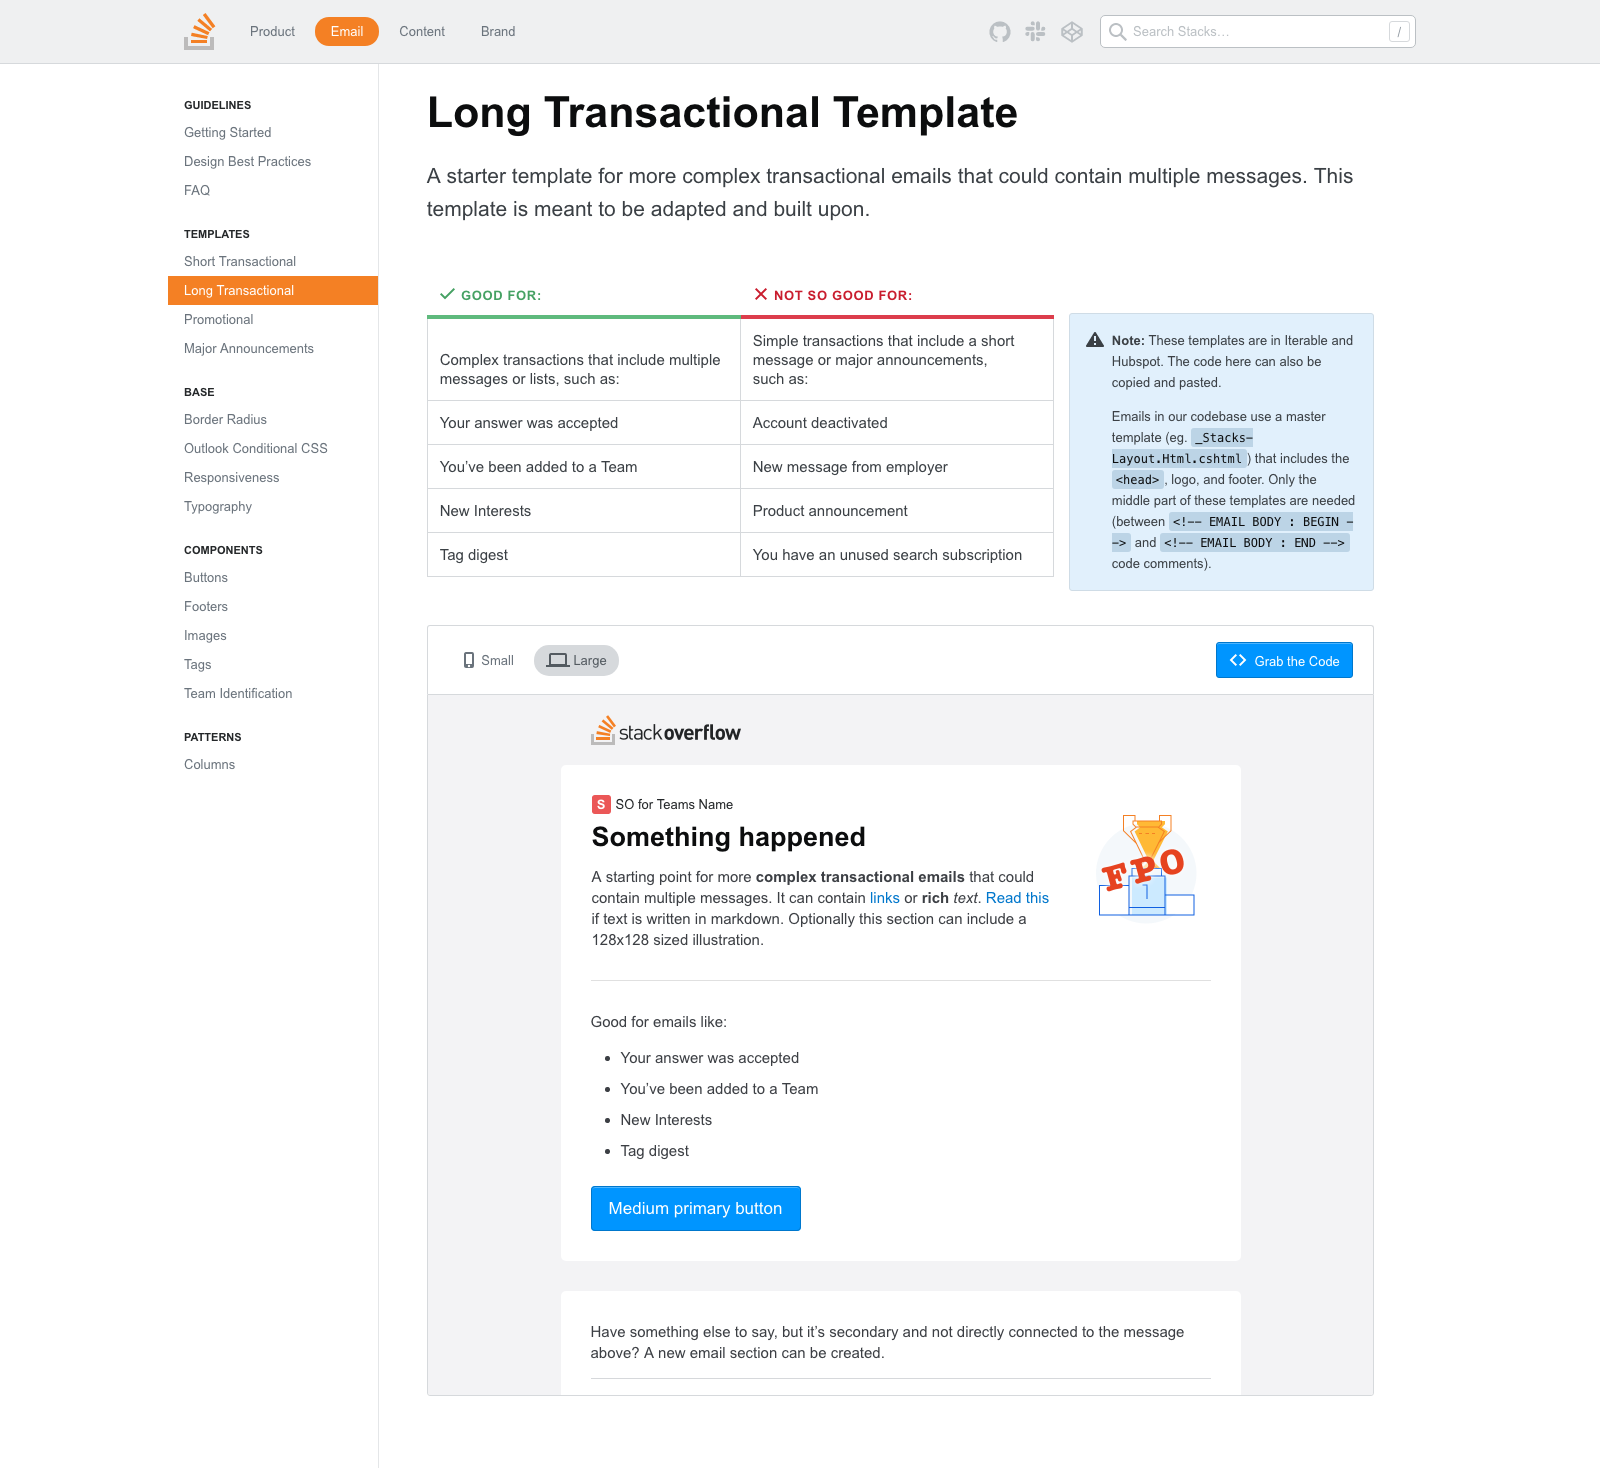 Product
Email
Content
Brand
Search Stacks...
/
GUIDELINES
Getting Started
Design Best Practices
FAQ
TEMPLATES
Short Transactional
Long Transactional
Promotional
Major Announcements
BASE
Border Radius
Outlook Conditional CSS
Responsiveness
Typography
COMPONENTS
Buttons
Footers
Images
Tags
Team Identification
PATTERNS
Columns
Long Transactional Template
A starter template for more complex transactional emails that could contain multiple messages. This
template is meant to be adapted and built upon.
GOOD FOR:
NOT SO GOOD FOR:
Complex transactions that include multiple
messages or lists, such as:
Simple transactions that include a short
message or major announcements,
such as:
Your answer was accepted
Account deactivated
You’ve been added to a Team
New message from employer
New Interests
Product announcement
Tag digest
You have an unused search subscription
Note: These templates are in Iterable and
Hubspot. The code here can also be
copied and pasted.
Emails in our codebase use a master
template (eg. _Stacks-
Layout.Html.cshtml) that includes the
<head>, logo, and footer. Only the
middle part of these templates are needed
(between <!-- EMAIL BODY : BEGIN -
-> and <!-- EMAIL BODY : END -->
code comments).
Small
Large
Grab the Code
stackoverflow
S SO for Teams Name
Something happened
A starting point for more complex transactional emails that could
contain multiple messages. It can contain links or rich text. Read this
if text is written in markdown. Optionally this section can include a
128x128 sized illustration.
FPO
1
Good for emails like:
• Your answer was accepted
• You’ve been added to a Team
• New Interests
• Tag digest
Medium primary button
Have something else to say, but it’s secondary and not directly connected to the message
above? A new email section can be created.